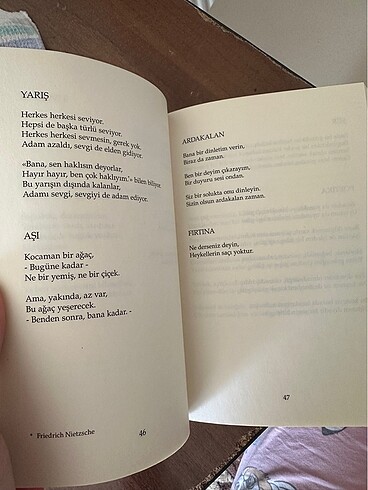 YARIŞ
Herkes herkesi seviyor.
Hepsi de başka türlü seviyor.
Herkes herkesi sevmesin, gerek yok.
Adam azaldı, sevgi de elden gidiyor.
«Bana, sen haklısın deyorlar,
Hayır hayır, ben çok haklıyım!*» bilen biliyor.
Bu yarışın dışında kalanlar,
Adamı sevgi, sevgiyi de adam ediyor.
AŞI
Kocaman bir ağaç,
- Bugüne kadar -
Ne bir yemiş, ne bir çiçek.
Ama, yakında, az var,
Bu ağaç yeşerecek.
- Benden sonra, bana kadar. -
* Friedrich Nietzsche
46
ARDAKALAN
Bana bir dinletim verin,
Biraz da zaman.
Ben bir deyim çıkarayım,
Bir duyuru sesi ondan.
Siz bir solukta onu dinleyin.
Sizin olsun ardakalan zaman.
FIRTINA
Ne derseniz deyin,
Heykellerin saçı yoktur.
47